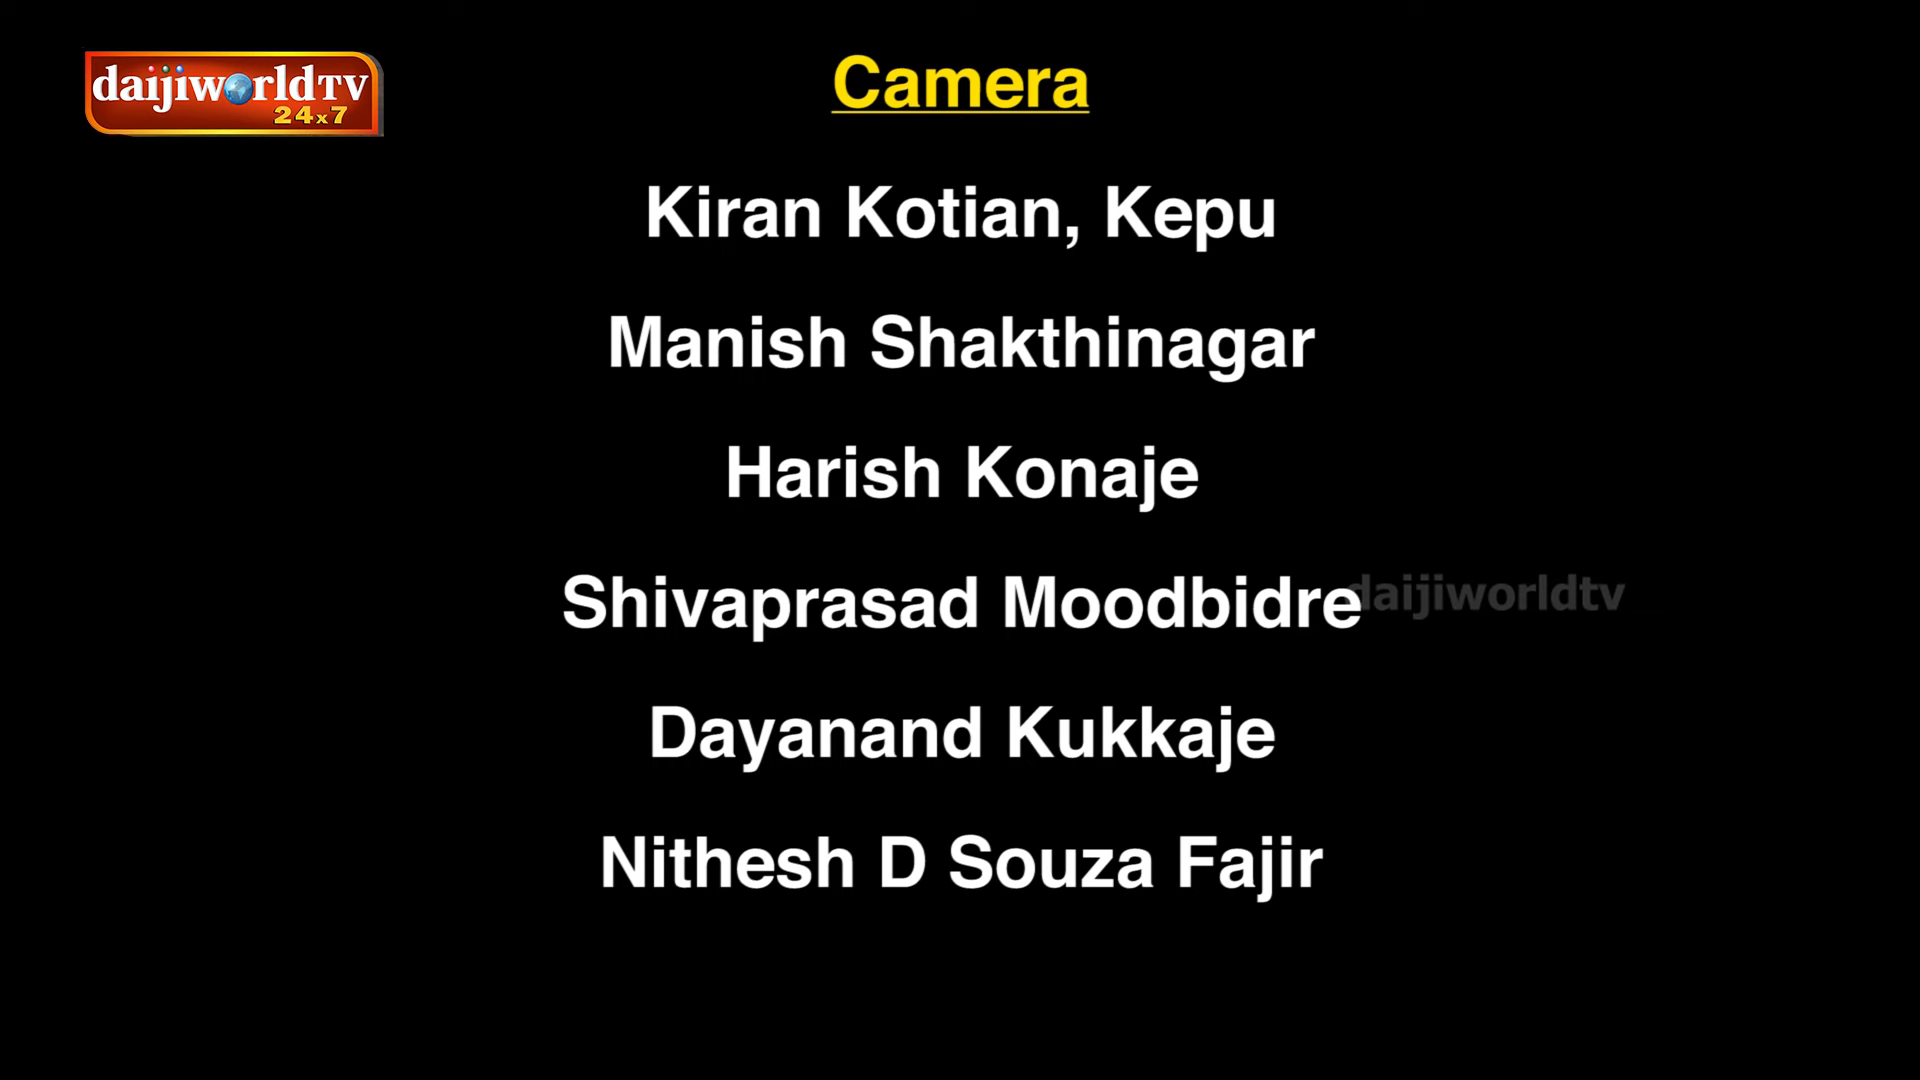 daijiworldTV
24x7
Camera
Kiran Kotian, Kepu
Manish Shakthinagar
Harish Konaje
Shivaprasad Moodbidre
daijiworldtv
Dayanand Kukkaje
Nithesh D Souza Fajir